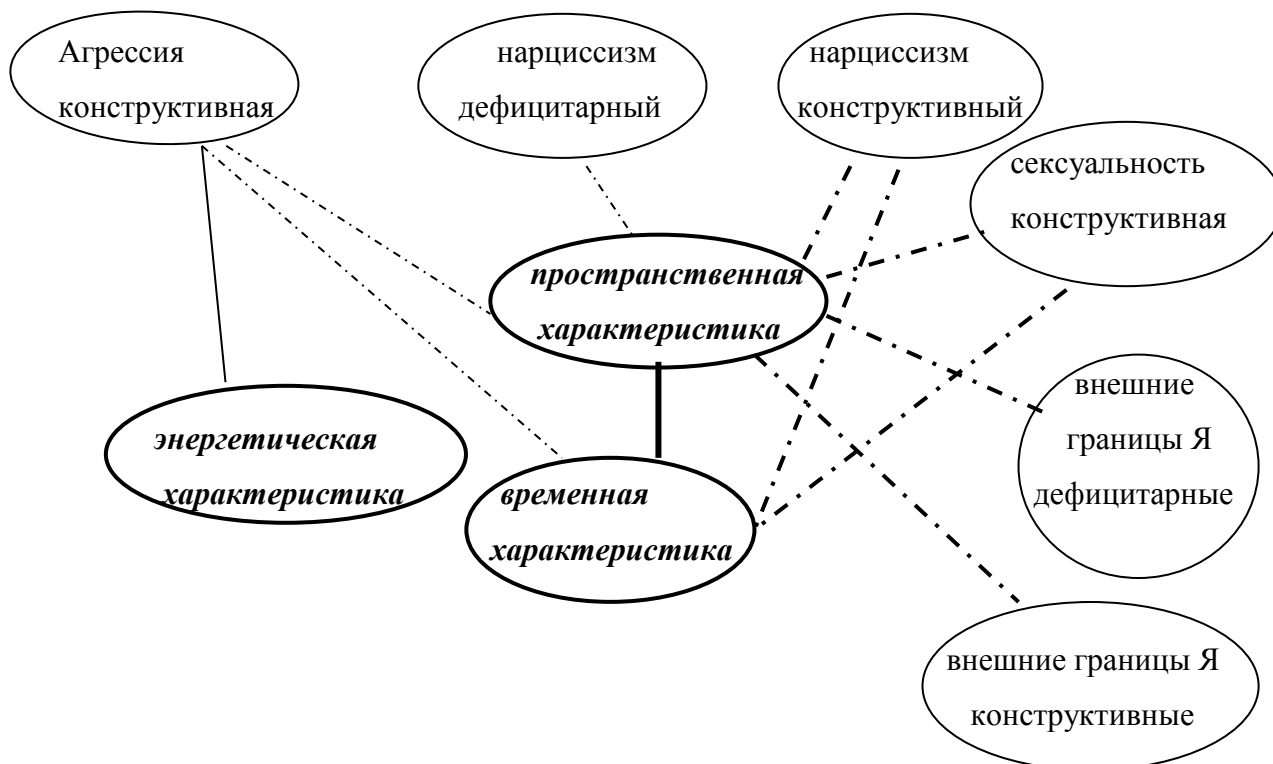 Агрессия
конструктивная
нарциссизм
дефицитарный
нарциссизм
конструктивный
сексуальность
конструктивная
пространственная
характеристика
внешние
границы Я
дефицитарные
энергетическая
характеристика
временная
характеристика
внешние границы Я
конструктивные